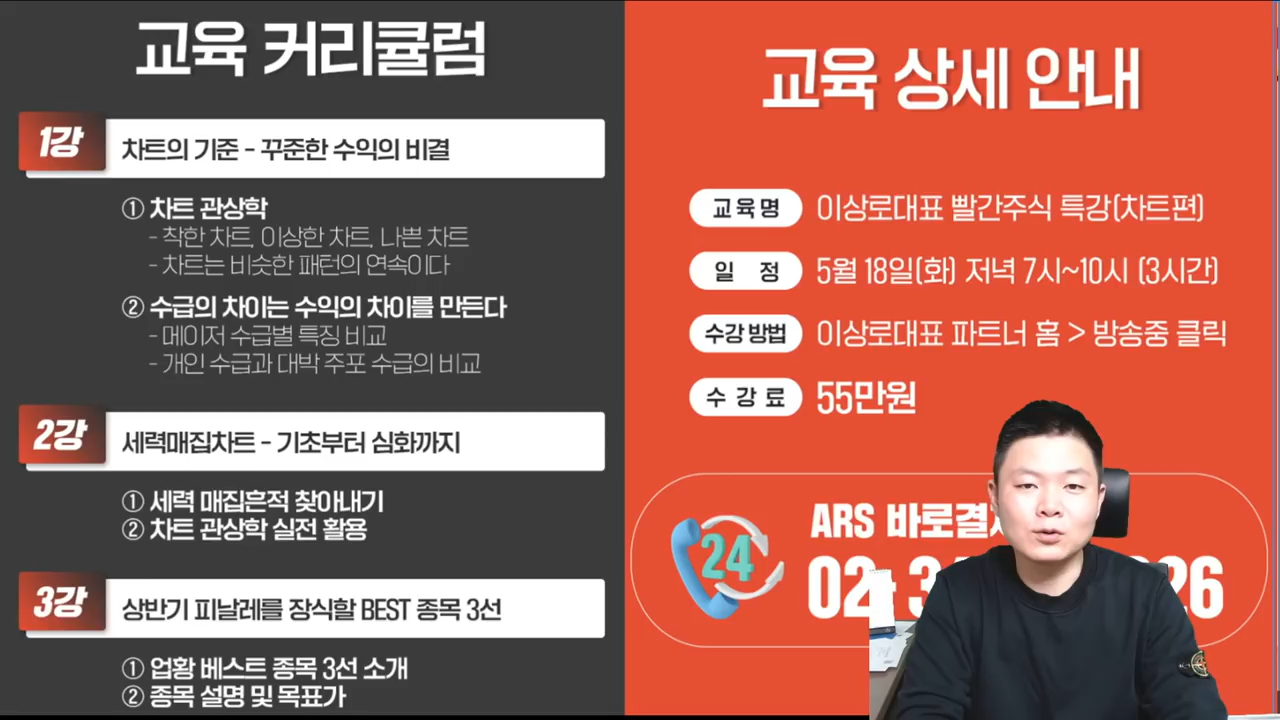 교육 커리큘럼
1강
차트의 기준 - 꾸준한 수익의 비결
① 차트 관상학
- 착한 차트, 이상한 차트, 나쁜 차트
- 차트는 비슷한 패턴의 연속이다
② 수급의 차이는 수익의 차이를 만든다
- 메이저 수급별 특징 비교
- 개인 수급과 대박 주포 수급의 비교
2강
세력매집차트 - 기초부터 심화까지
① 세력 매집흔적 찾아내기
② 차트 관상학 실전 활용
3강
상반기 피날레를 장식할 BEST 종목 3선
① 업황 베스트 종목 3선 소개
② 종목 설명 및 목표가
교육 상세 안내
교육명 이상로대표 빨간주식 특강(차트편)
일 정 5월 18일(화) 저녁 7시~10시 (3시간)
수강 방법 이상로대표 파트너 홈 > 방송중 클릭
수 강 료 55만원
24
ARS
02